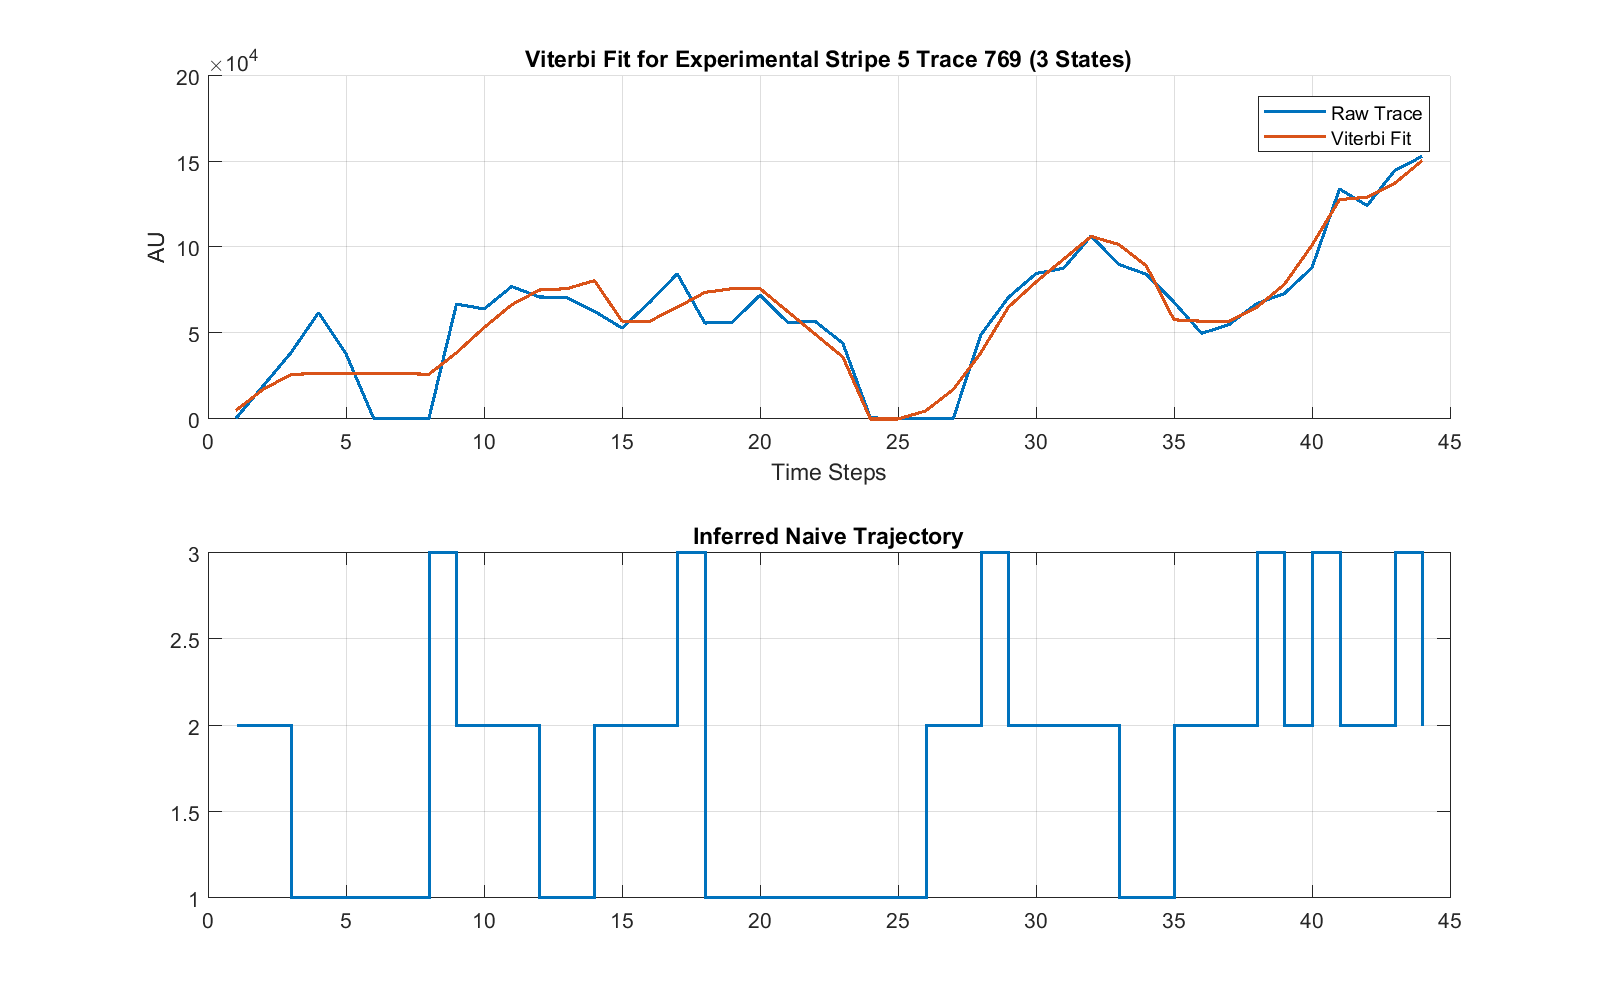 Viterbi Fit for Experimental Stripe 5 Trace 769 (3 States)
×10⁴
20
15
10
5
0
AU
Raw Trace
Viterbi Fit
0 5 10 15 20 25 30 35 40 45
Time Steps
Inferred Naive Trajectory
3
2.5
2
1.5
1
0 5 10 15 20 25 30 35 40 45